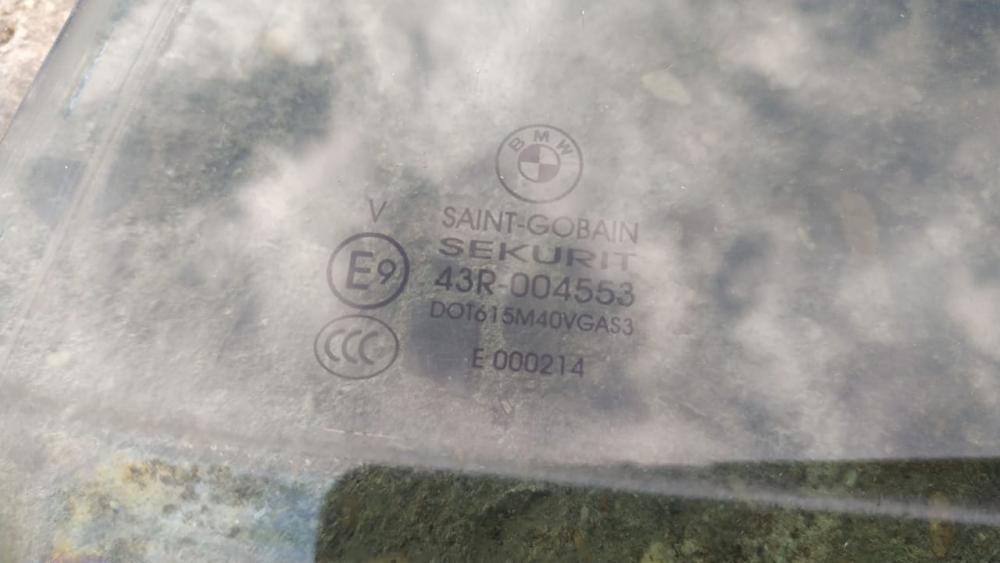 BMW
V
SAINT-GOBAIN
SEKURIT
E9
43R-004553
DOT615M40VGAS3
CCC
E 000214